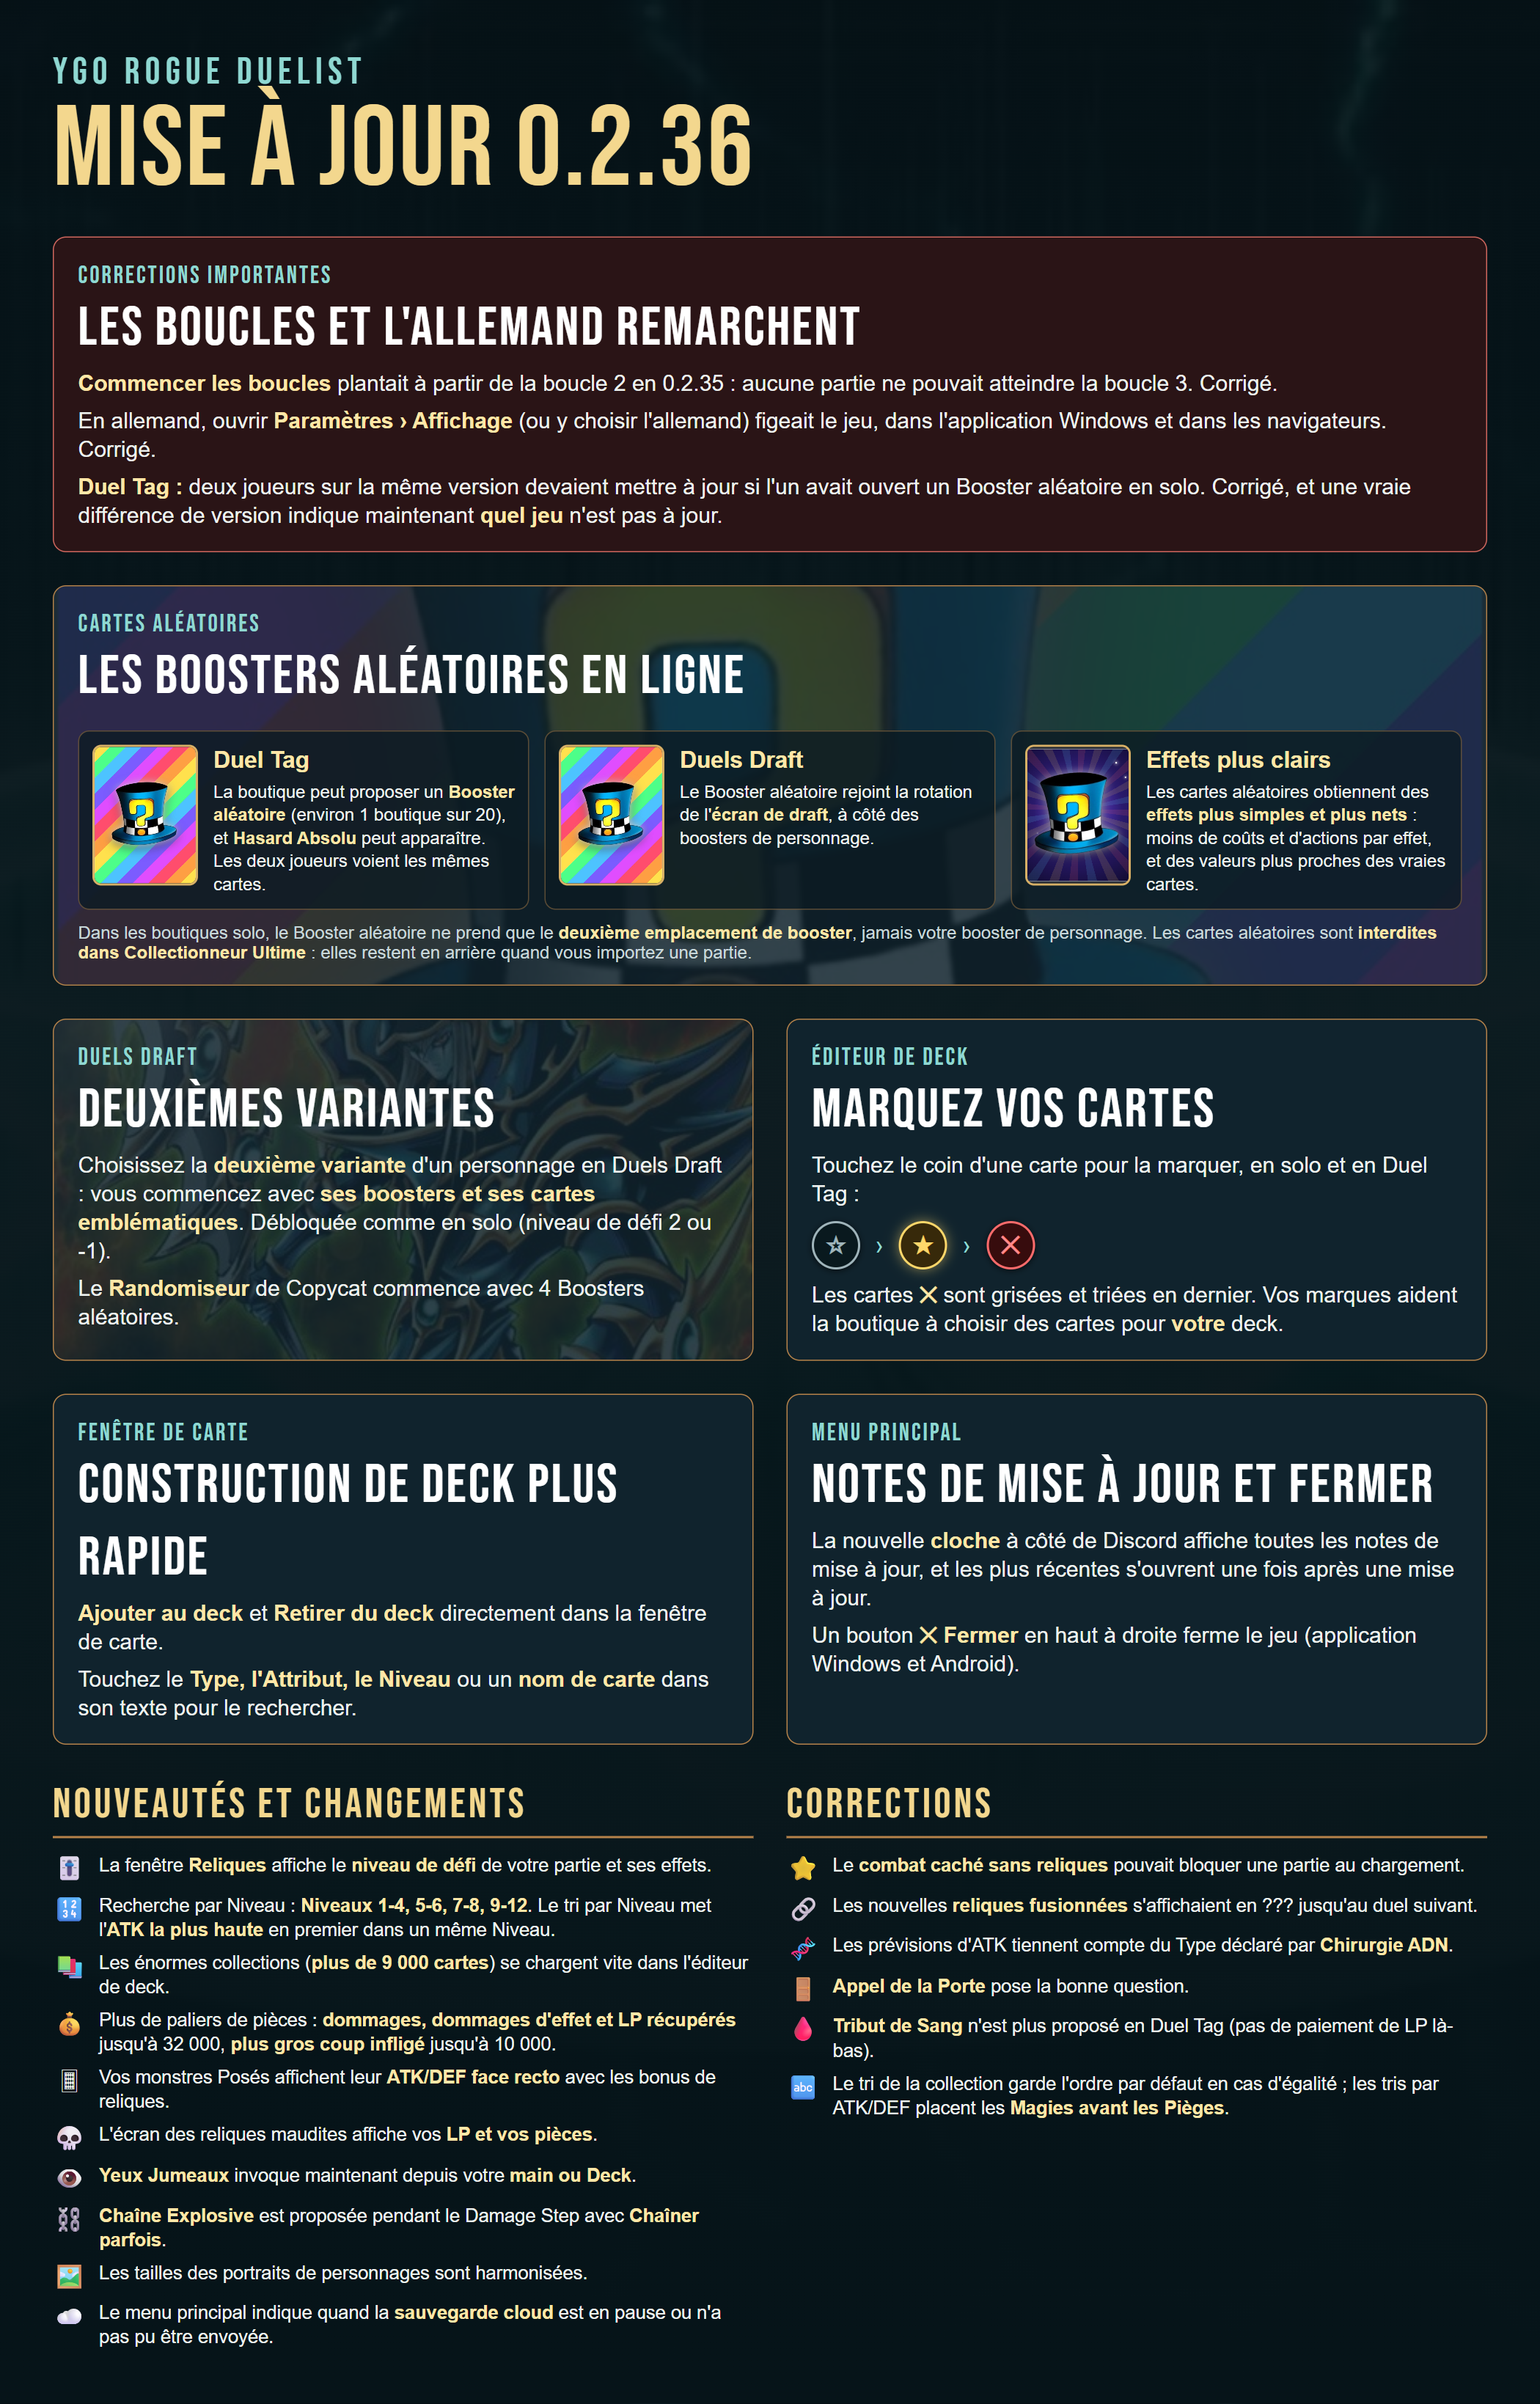 YGO ROGUE DUELIST
MISE À JOUR 0.2.36
CORRECTIONS IMPORTANTES
LES BOUCLES ET L'ALLEMAND REMARCHENT
Commencer les boucles plantait à partir de la boucle 2 en 0.2.35 : aucune partie ne pouvait atteindre la boucle 3. Corrigé.
En allemand, ouvrir Paramètres › Affichage (ou y choisir l'allemand) figeait le jeu, dans l'application Windows et dans les navigateurs.
Corrigé.
Duel Tag : deux joueurs sur la même version devaient mettre à jour si l'un avait ouvert un Booster aléatoire en solo. Corrigé, et une vraie
différence de version indique maintenant quel jeu n'est pas à jour.
CARTES ALÉATOIRES
LES BOOSTERS ALÉATOIRES EN LIGNE
Duel Tag
La boutique peut proposer un Booster
aléatoire (environ 1 boutique sur 20),
et Hasard Absolu peut apparaître.
Les deux joueurs voient les mêmes
cartes.
Duels Draft
Le Booster aléatoire rejoint la rotation
de l'écran de draft, à côté des
boosters de personnage.
Effets plus clairs
Les cartes aléatoires obtiennent des
effets plus simples et plus nets :
moins de coûts et d'actions par effet,
et des valeurs plus proches des vraies
cartes.
Dans les boutiques solo, le Booster aléatoire ne prend que le deuxième emplacement de booster, jamais votre booster de personnage. Les cartes aléatoires sont interdites
dans Collectionneur Ultime : elles restent en arrière quand vous importez une partie.
DUELS DRAFT
DEUXIÈMES VARIANTES
Choisissez la deuxième variante d'un personnage en Duels Draft
: vous commencez avec ses boosters et ses cartes
emblématiques. Débloquée comme en solo (niveau de défi 2 ou
-1).
Le Randomiseur de Copycat commence avec 4 Boosters
aléatoires.
ÉDITEUR DE DECK
MARQUEZ VOS CARTES
Touchez le coin d'une carte pour la marquer, en solo et en Duel
Tag :
☆ › ★ › ✕
Les cartes ✕ sont grisées et triées en dernier. Vos marques aident
la boutique à choisir des cartes pour votre deck.
FENÊTRE DE CARTE
CONSTRUCTION DE DECK PLUS
RAPIDE
Ajouter au deck et Retirer du deck directement dans la fenêtre
de carte.
Touchez le Type, l'Attribut, le Niveau ou un nom de carte dans
son texte pour le rechercher.
MENU PRINCIPAL
NOTES DE MISE À JOUR ET FERMER
La nouvelle cloche à côté de Discord affiche toutes les notes de
mise à jour, et les plus récentes s'ouvrent une fois après une mise
à jour.
Un bouton ✕ Fermer en haut à droite ferme le jeu (application
Windows et Android).
NOUVEAUTÉS ET CHANGEMENTS
La fenêtre Reliques affiche le niveau de défi de votre partie et ses effets.
Recherche par Niveau : Niveaux 1-4, 5-6, 7-8, 9-12. Le tri par Niveau met
l'ATK la plus haute en premier dans un même Niveau.
Les énormes collections (plus de 9 000 cartes) se chargent vite dans l'éditeur
de deck.
Plus de paliers de pièces : dommages, dommages d'effet et LP récupérés
jusqu'à 32 000, plus gros coup infligé jusqu'à 10 000.
Vos monstres Posés affichent leur ATK/DEF face recto avec les bonus de
reliques.
L'écran des reliques maudites affiche vos LP et vos pièces.
Yeux Jumeaux invoque maintenant depuis votre main ou Deck.
Chaîne Explosive est proposée pendant le Damage Step avec Chaîner
parfois.
Les tailles des portraits de personnages sont harmonisées.
Le menu principal indique quand la sauvegarde cloud est en pause ou n'a
pas pu être envoyée.
CORRECTIONS
Le combat caché sans reliques pouvait bloquer une partie au chargement.
Les nouvelles reliques fusionnées s'affichaient en ??? jusqu'au duel suivant.
Les prévisions d'ATK tiennent compte du Type déclaré par Chirurgie ADN.
Appel de la Porte pose la bonne question.
Tribut de Sang n'est plus proposé en Duel Tag (pas de paiement de LP là-
bas).
Le tri de la collection garde l'ordre par défaut en cas d'égalité ; les tris par
ATK/DEF placent les Magies avant les Pièges.